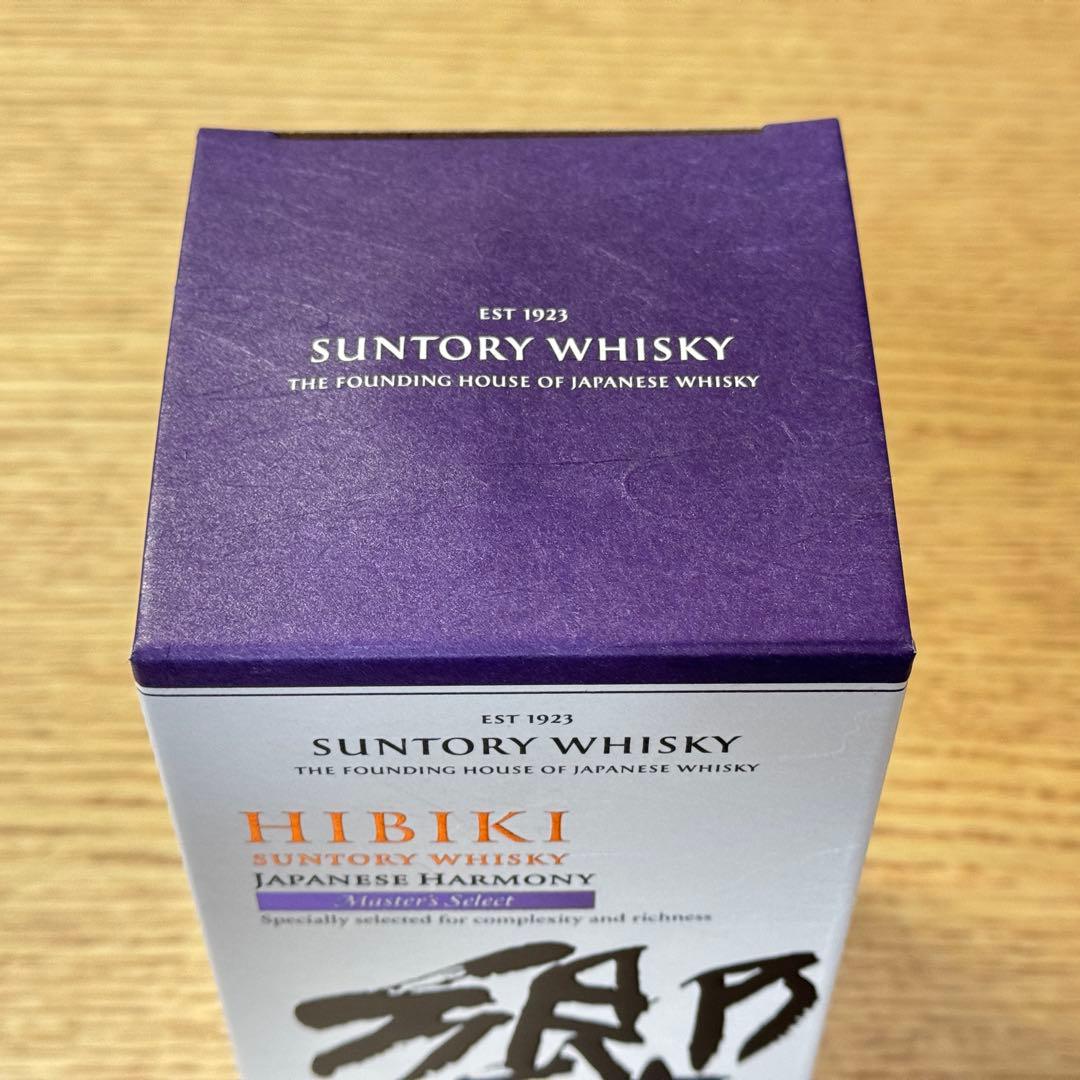 EST 1923
SUNTORY WHISKY
THE FOUNDING HOUSE OF JAPANESE WHISKY
EST 1923
SUNTORY WHISKY
THE FOUNDING HOUSE OF JAPANESE WHISKY
HIBIKI
SUNTORY WHISKY
JAPANESE HARMONY
Master's Select
Specially selected for complexity and richness
響